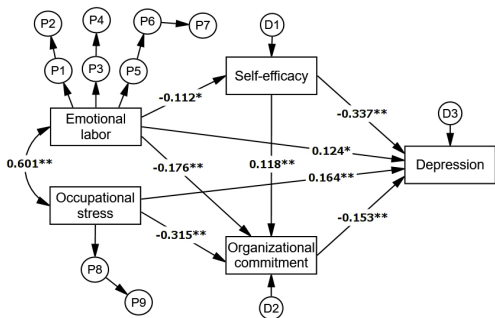 P2
P4
P6
P7
D1
P1
P3
P5
Self-efficacy
-0.112*
Emotional
labor
-0.337**
D3
0.601**
-0.176**
0.118**
0.124*
0.164**
Depression
Occupational
stress
-0.315**
-0.153**
Organizational
commitment
P8
P9
D2